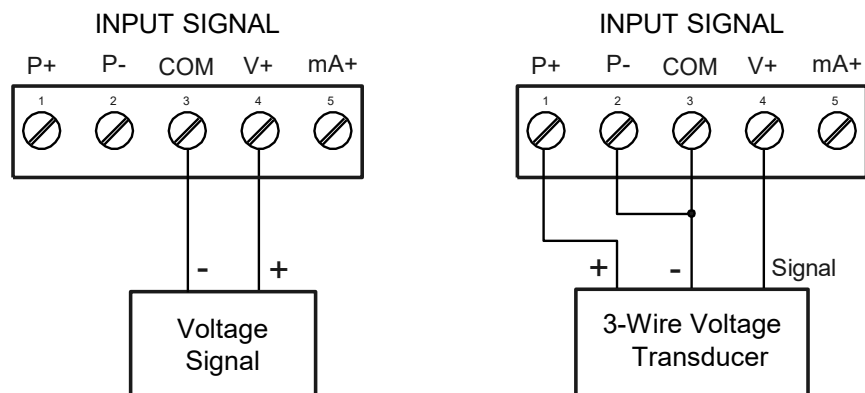 INPUT SIGNAL
P+ P- COM V+ mA+
1 2 3 4 5
- +
Voltage
Signal
INPUT SIGNAL
P+ P- COM V+ mA+
1 2 3 4 5
+ - Signal
3-Wire Voltage
Transducer